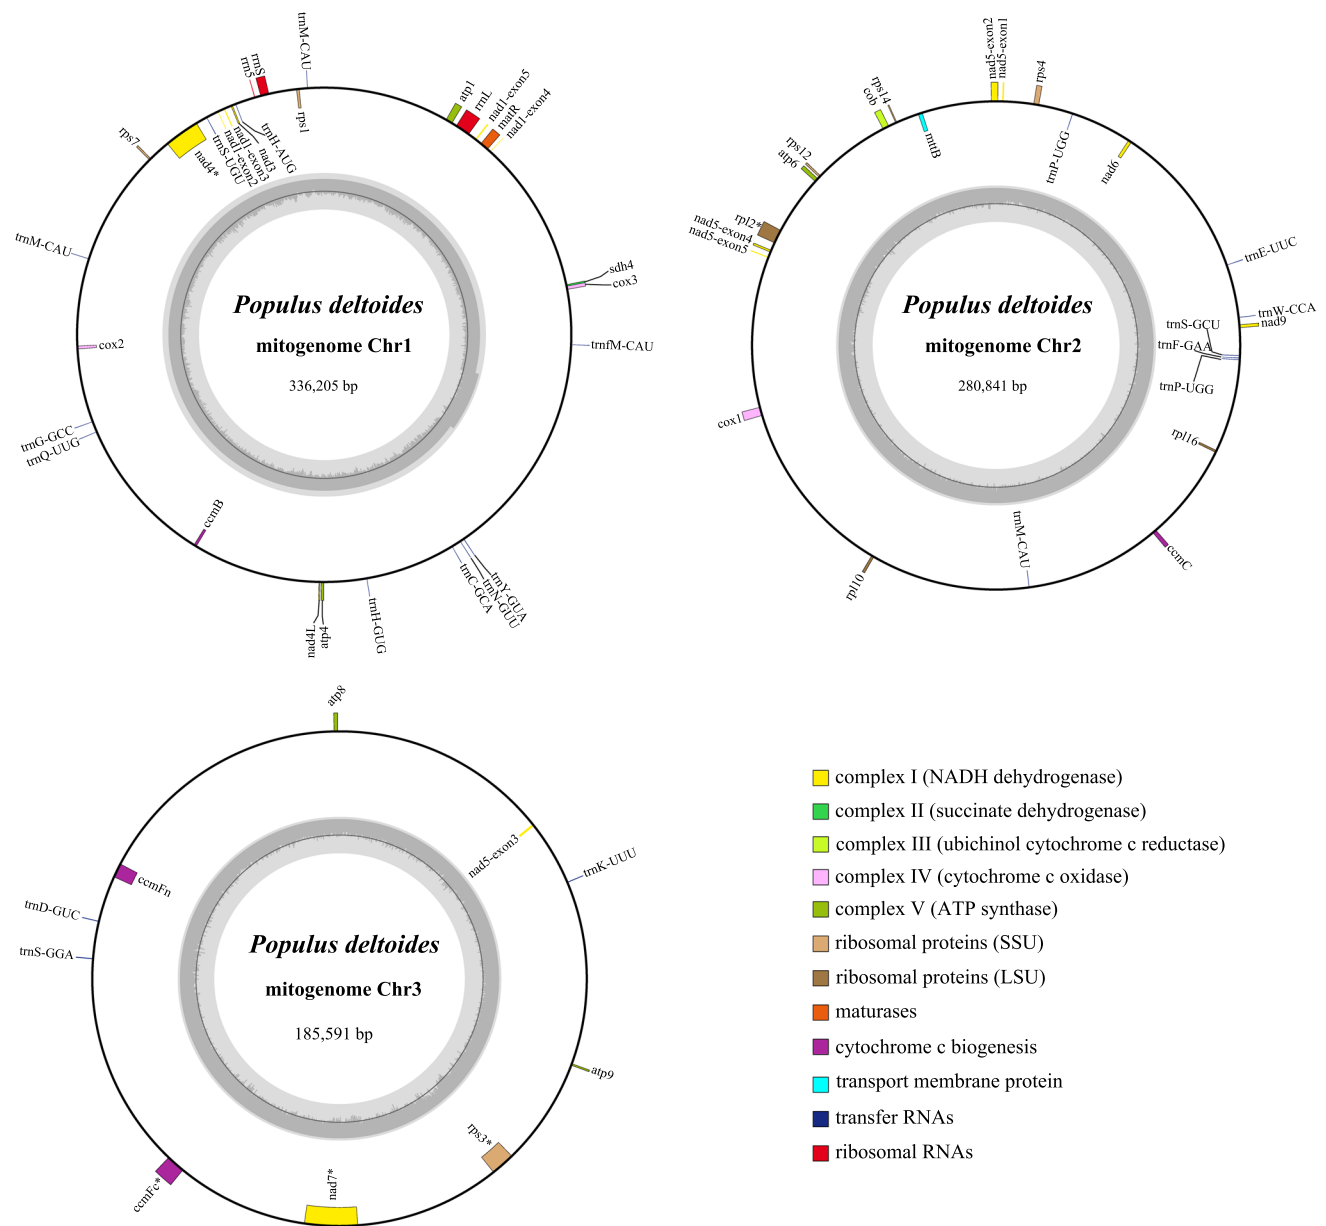 trnM-CAU
rrnS
rrn5
rps1
atp1
rrnL
nad1-exon5
matR
nad1-exon4
rps7
nad4*
trnS-UGU
nad1-exon2
nad1-exon3
nad3
trnH-AUG
trnM-CAU
sdh4
cox3
cox2
trnfM-CAU
trnG-GCC
trnQ-UUG
ccmB
trnY-GUA
trnN-GUU
trnC-GCA
trnH-GUG
atp4
nad4L
Populus deltoides
mitogenome Chr1
336,205 bp
nad5-exon2
nad5-exon1
rps4
rps14
cob
mttB
trnP-UGG
nad6
rps12
atp6
rpl2*
nad5-exon4
nad5-exon5
trnE-UUC
trnW-CCA
nad9
trnS-GCU
trnF-GAA
trnP-UGG
cox1
rpl16
ccmC
trnM-CAU
rpl10
Populus deltoides
mitogenome Chr2
280,841 bp
atp8
nad5-exon3
trnK-UUU
ccmFn
trnD-GUC
trnS-GGA
atp9
rps3*
nad7*
ccmFc*
Populus deltoides
mitogenome Chr3
185,591 bp
complex I (NADH dehydrogenase)
complex II (succinate dehydrogenase)
complex III (ubichinol cytochrome c reductase)
complex IV (cytochrome c oxidase)
complex V (ATP synthase)
ribosomal proteins (SSU)
ribosomal proteins (LSU)
maturases
cytochrome c biogenesis
transport membrane protein
transfer RNAs
ribosomal RNAs